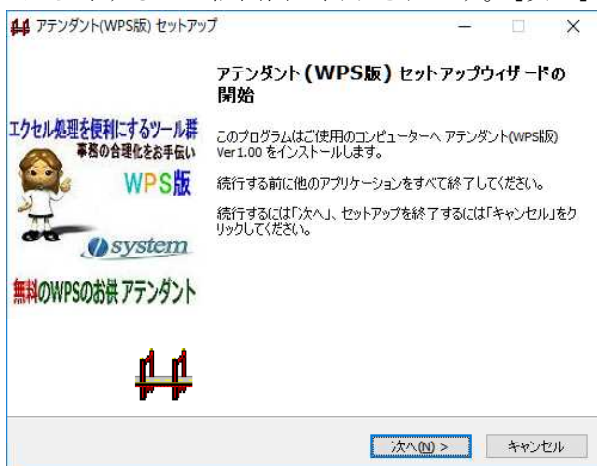 アテンダント(WPS版) セットアップ
アテンダント(WPS版) セットアップウィザードの
開始
エクセル処理を便利にするツール群
事務の合理化をお手伝い
WPS版
system
無料のWPSのお供 アテンダント
このプログラムはご使用のコンピューターへ アテンダント(WPS版)
Ver1.00 をインストールします。
続行する前に他のアプリケーションをすべて終了してください。
続行するには「次へ」、セットアップを終了するには「キャンセル」をク
リックしてください。
次へ(N) >
キャンセル